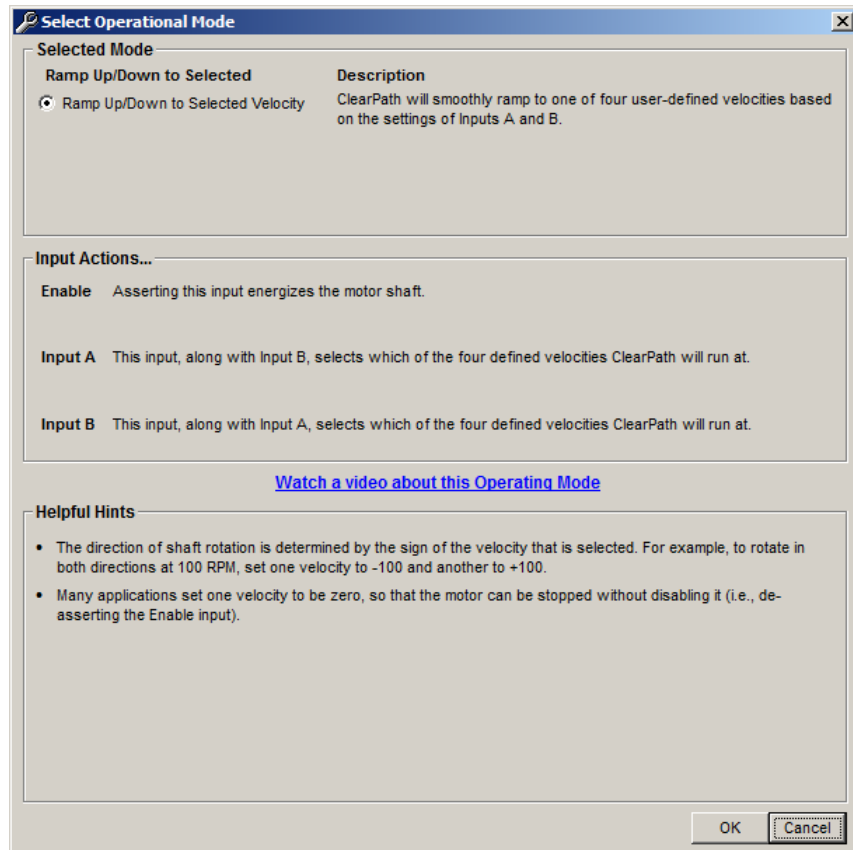 Select Operational Mode
Selected Mode
Ramp Up/Down to Selected
Description
Ramp Up/Down to Selected Velocity
ClearPath will smoothly ramp to one of four user-defined velocities based
on the settings of Inputs A and B.
Input Actions...
Enable Asserting this input energizes the motor shaft.
Input A This input, along with Input B, selects which of the four defined velocities ClearPath will run at.
Input B This input, along with Input A, selects which of the four defined velocities ClearPath will run at.
Watch a video about this Operating Mode
Helpful Hints
• The direction of shaft rotation is determined by the sign of the velocity that is selected. For example, to rotate in
both directions at 100 RPM, set one velocity to -100 and another to +100.
• Many applications set one velocity to be zero, so that the motor can be stopped without disabling it (i.e., de-
asserting the Enable input).
OK Cancel